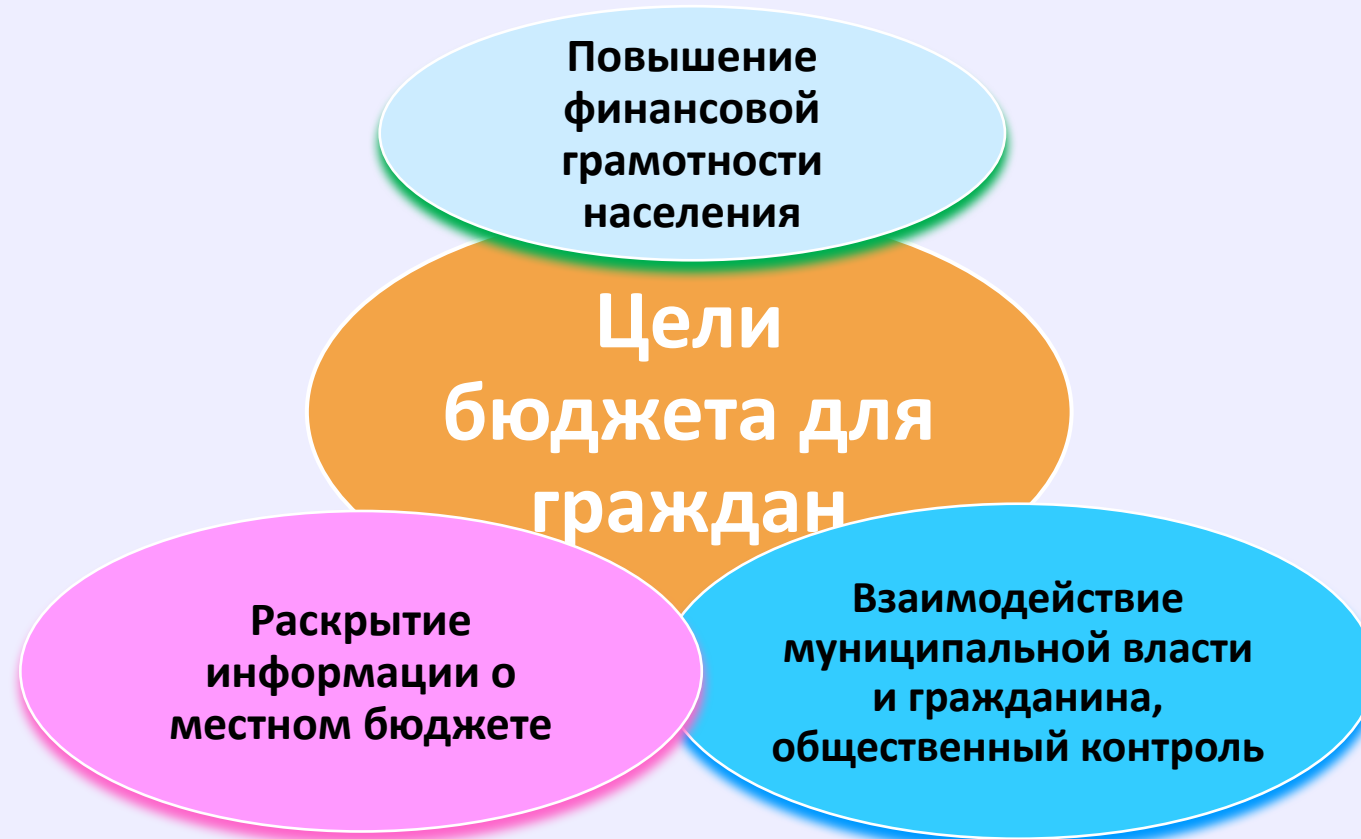 Повышение
финансовой
грамотности
населения
Цели
бюджета для
граждан
Раскрытие
информации о
местном бюджете
Взаимодействие
муниципальной власти
и гражданина,
общественный контроль